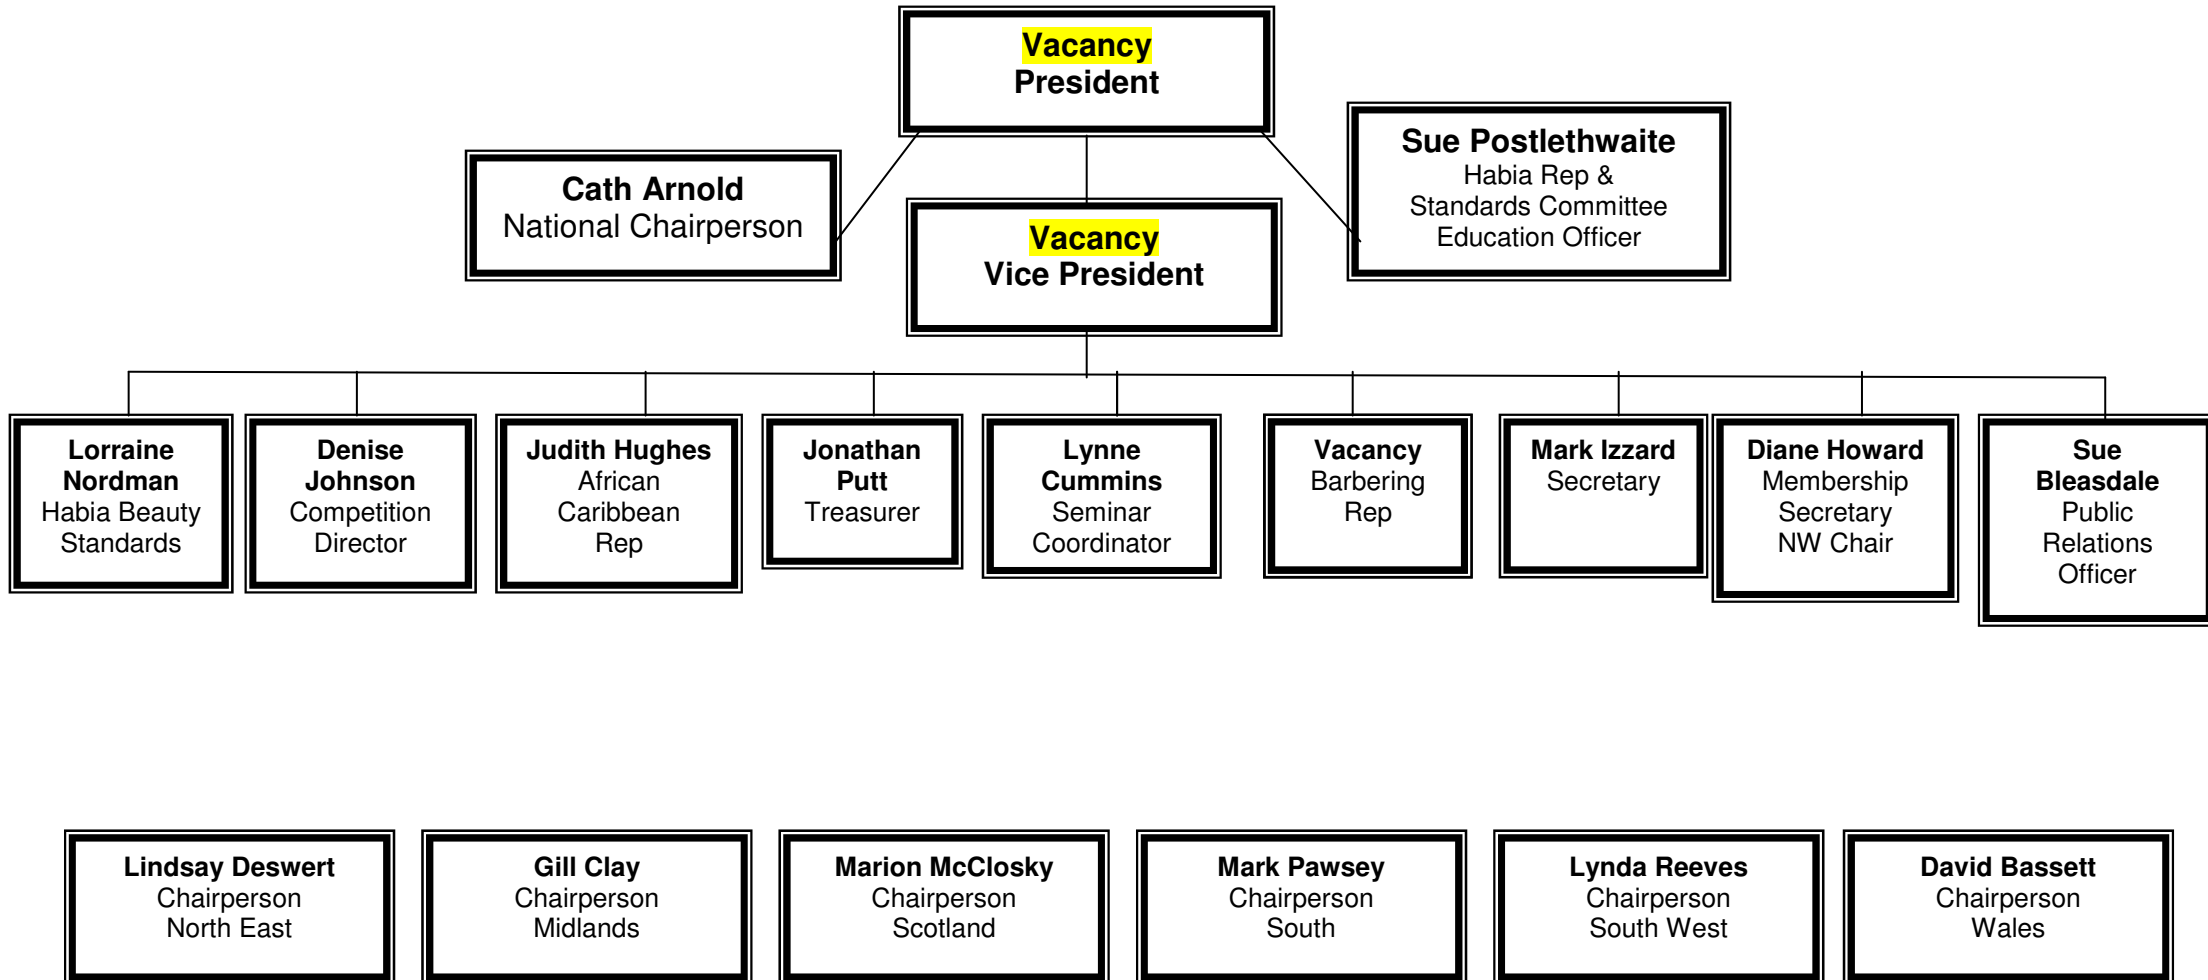 Vacancy
President
Cath Arnold
National Chairperson
Sue Postlethwaite
Habia Rep &
Standards Committee
Education Officer
Vacancy
Vice President
Lorraine
Nordman
Habia Beauty
Standards
Denise
Johnson
Competition
Director
Judith Hughes
African
Caribbean
Rep
Jonathan
Putt
Treasurer
Lynne
Cummins
Seminar
Coordinator
Vacancy
Barbering
Rep
Mark Izzard
Secretary
Diane Howard
Membership
Secretary
NW Chair
Sue
Bleasdale
Public
Relations
Officer
Lindsay Deswert
Chairperson
North East
Gill Clay
Chairperson
Midlands
Marion McClosky
Chairperson
Scotland
Mark Pawsey
Chairperson
South
Lynda Reeves
Chairperson
South West
David Bassett
Chairperson
Wales